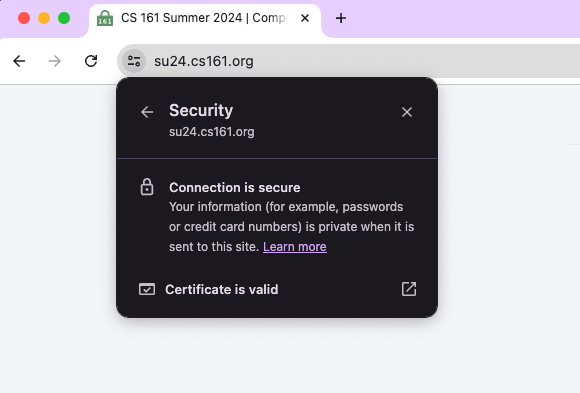 161
CS 161 Summer 2024 | Comp
su24.cs161.org
Security
su24.cs161.org
Connection is secure
Your information (for example, passwords
or credit card numbers) is private when it is
sent to this site. Learn more
Certificate is valid